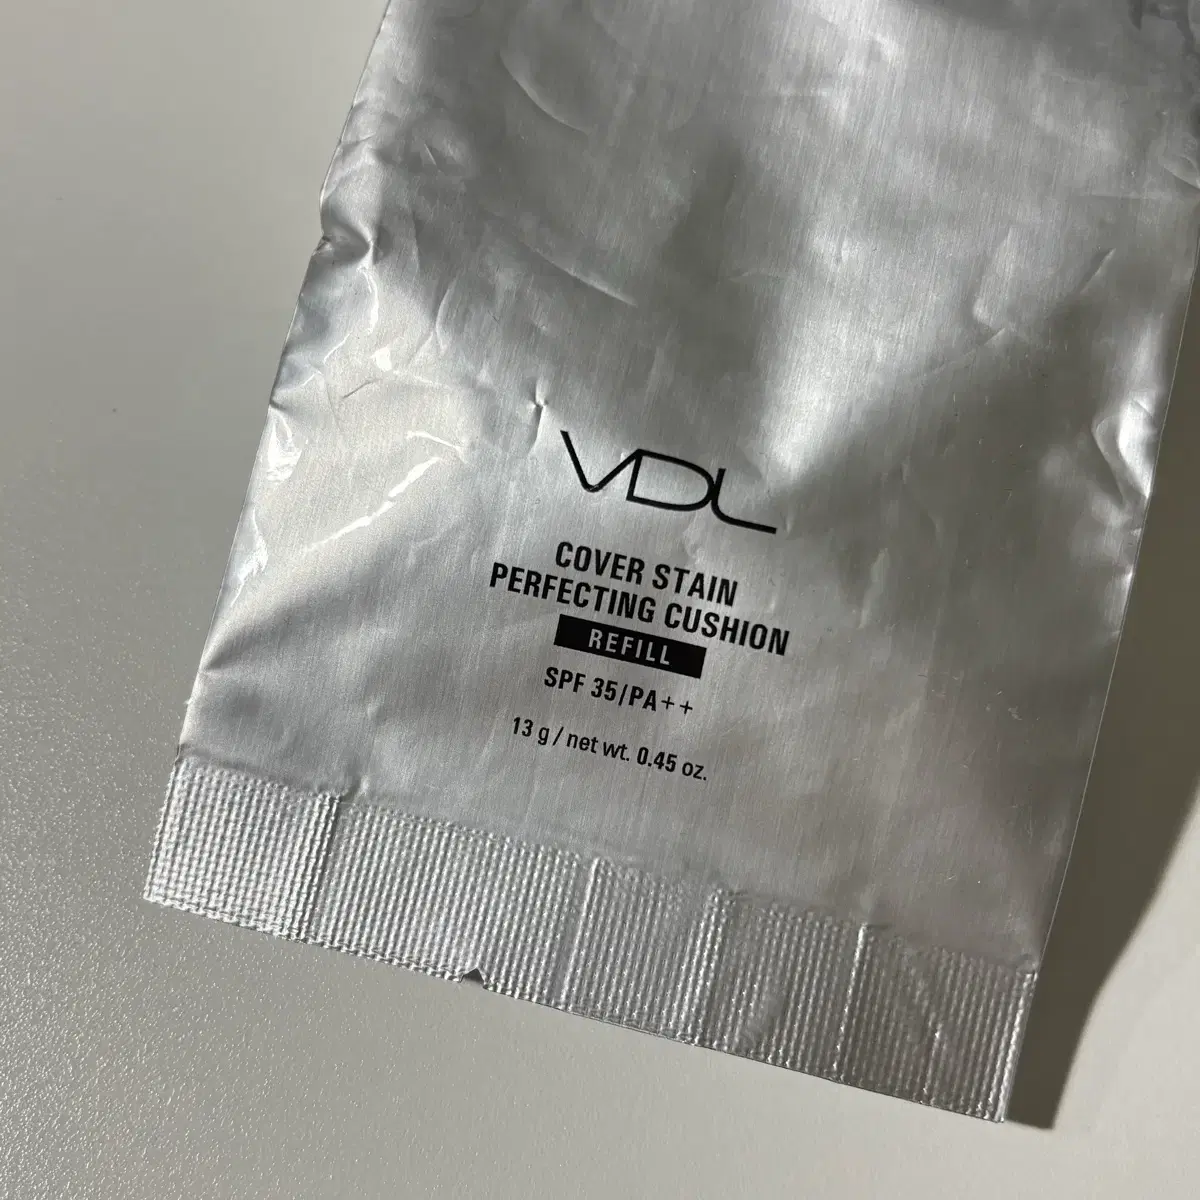 VDL
COVER STAIN
PERFECTING CUSHION
REFILL
SPF 35/PA++
13 g / net wt. 0.45 oz.